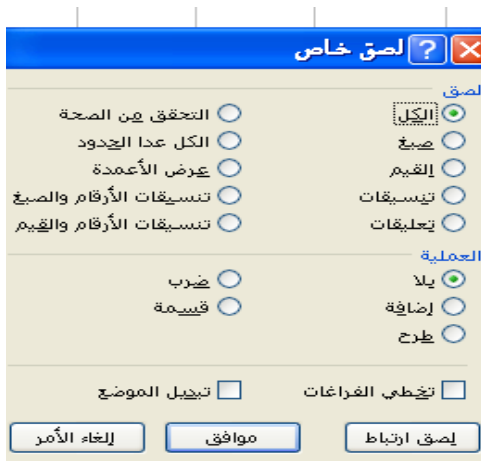 لصق خاص
لصق
الكل
التحقق من الصحة
صيغ
الكل عدا الحدود
القيم
عرض الأعمدة
تنسيقات
تنسيقات الأرقام والصيغ
تعليقات
تنسيقات الأرقام والقيم
العملية
بلا
ضرب
إضافة
قسمة
طرح
تخطي الفراغات
تبديل الموضع
لصق ارتباط
موافق
إلغاء الأمر